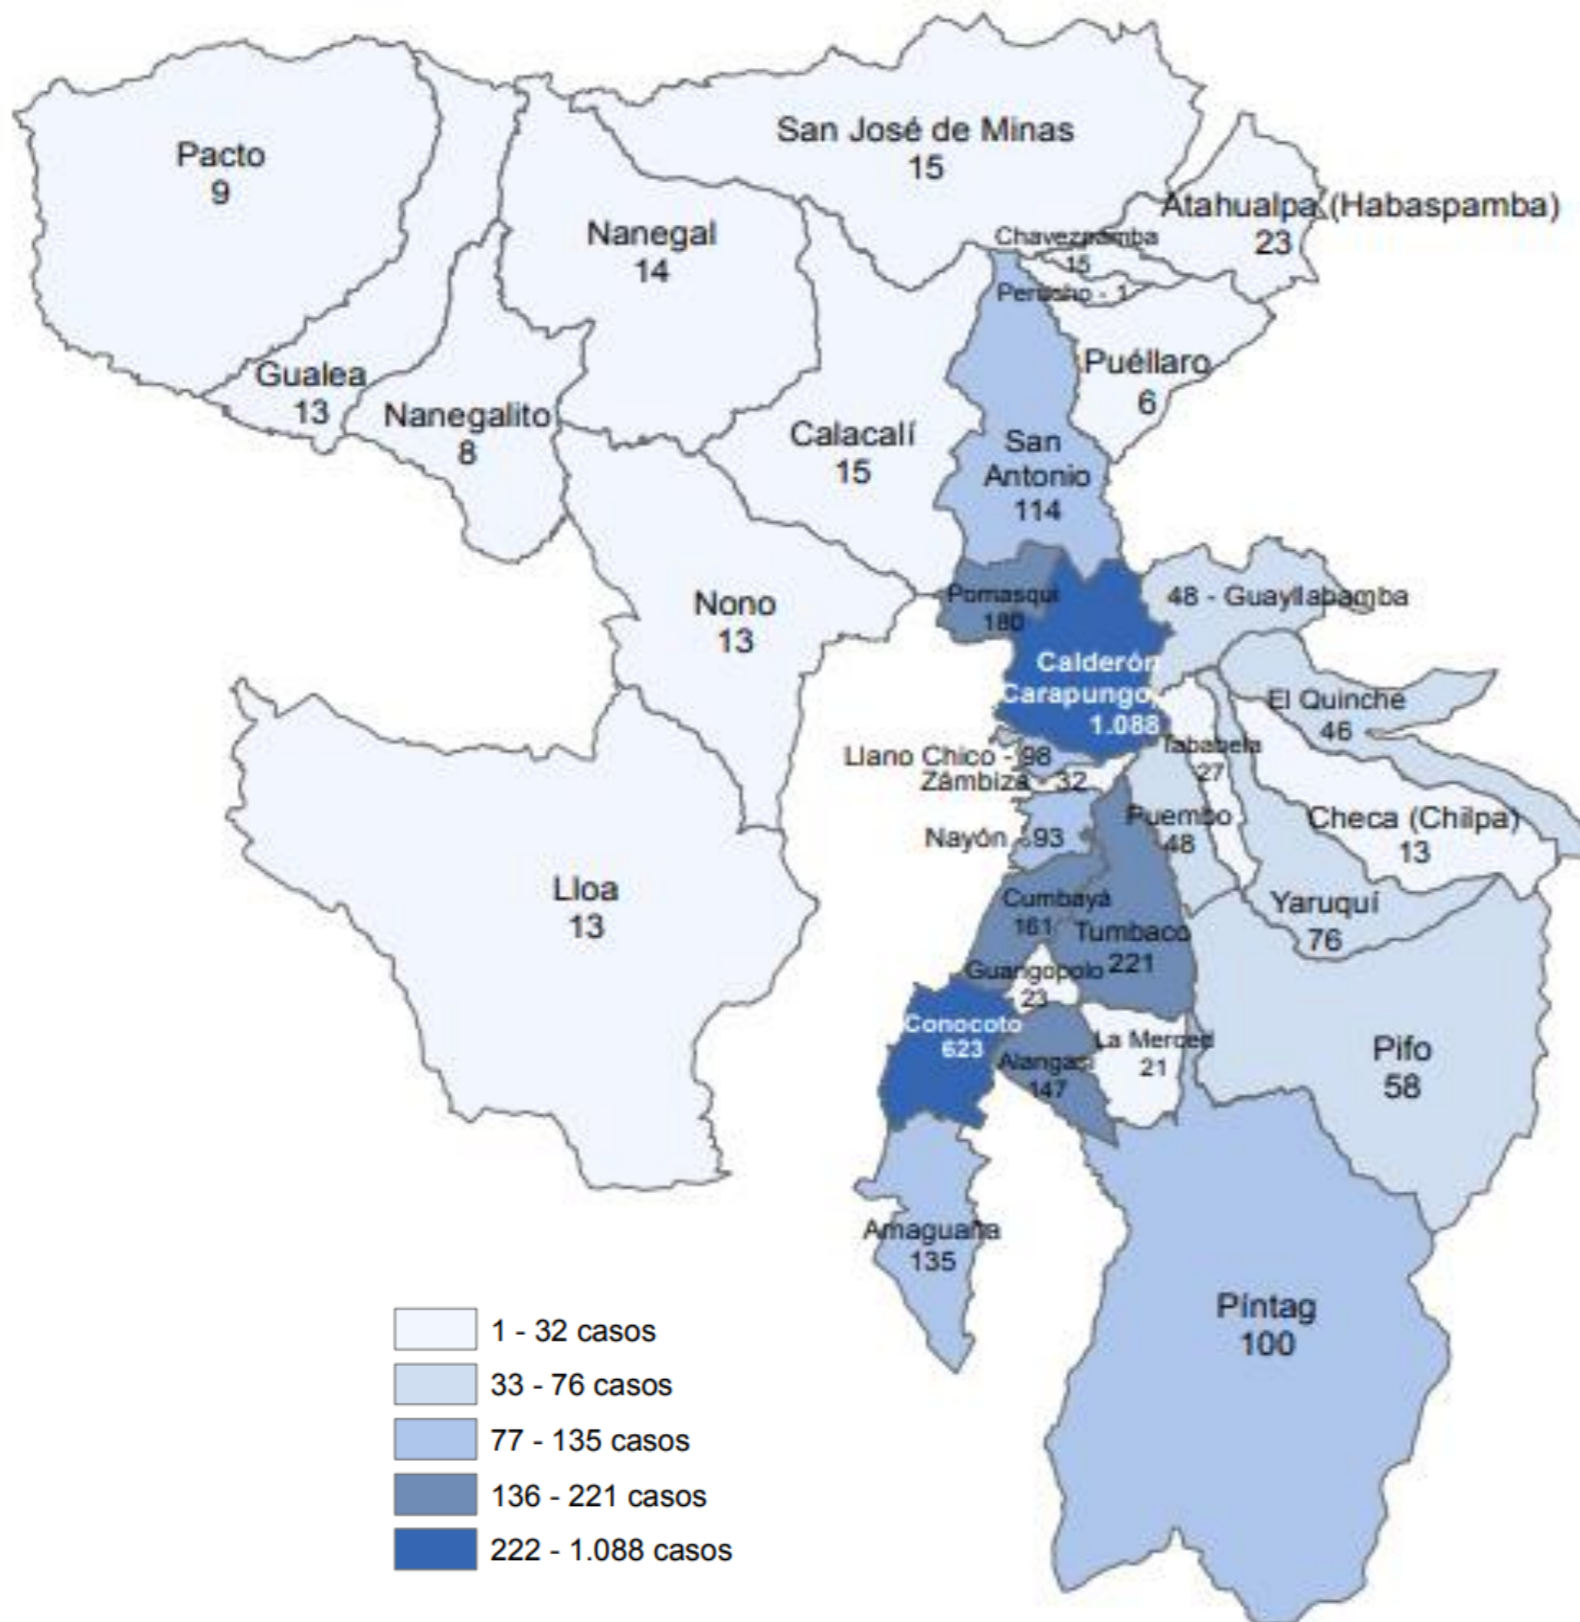 Pacto
9
San José de Minas
15
Atahualpa (Habaspamba)
23
Nanegal
14
Chavezpamba
15
Perucho - 1
Gualea
13
Nanegalito
8
Puéllaro
6
Calacalí
15
San
Antonio
114
Nono
13
Pomasqui
180
48 - Guayllabamba
Calderón
Carapungo,
1.088
El Quinche
46
Llano Chico - 98
Zámbiza - 32
Tababela
27
Nayón - 93
Puembo
48
Checa (Chilpa)
13
Lloa
13
Cumbayá
161
Tumbaco
221
Yaruquí
76
Guangopolo
23
Conocoto
623
Alangasí
147
La Merced
21
Pifo
58
Amaguaña
135
Píntag
100
1 - 32 casos
33 - 76 casos
77 - 135 casos
136 - 221 casos
222 - 1.088 casos